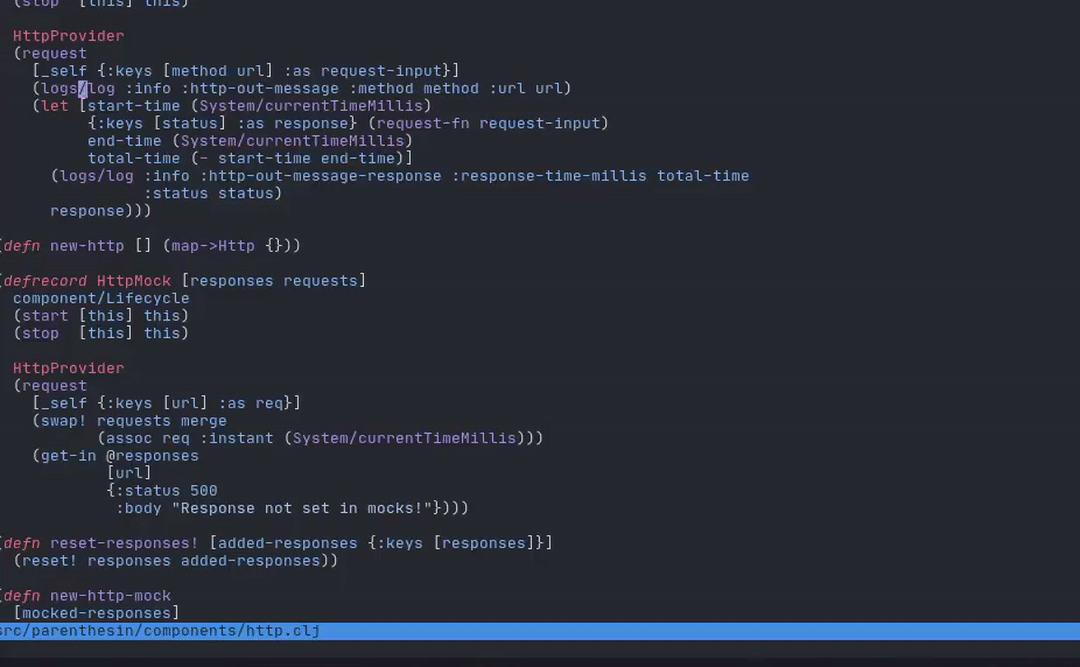 (stop  [this] this)
HttpProvider
(request
[_self {:keys [method url] :as request-input}]
(logs/log :info :http-out-message :method method :url url)
(let [start-time (System/currentTimeMillis)
{:keys [status] :as response} (request-fn request-input)
end-time (System/currentTimeMillis)
total-time (- start-time end-time)]
(logs/log :info :http-out-message-response :response-time-millis total-time
:status status)
response)))
(defn new-http [] (map->Http {}))
(defrecord HttpMock [responses requests]
component/Lifecycle
(start [this] this)
(stop  [this] this)
HttpProvider
(request
[_self {:keys [url] :as req}]
(swap! requests merge
(assoc req :instant (System/currentTimeMillis)))
(get-in @responses
[url]
{:status 500
:body "Response not set in mocks!"})))
(defn reset-responses! [added-responses {:keys [responses]}]
(reset! responses added-responses))
(defn new-http-mock
[mocked-responses]
src/parenthesin/components/http.clj